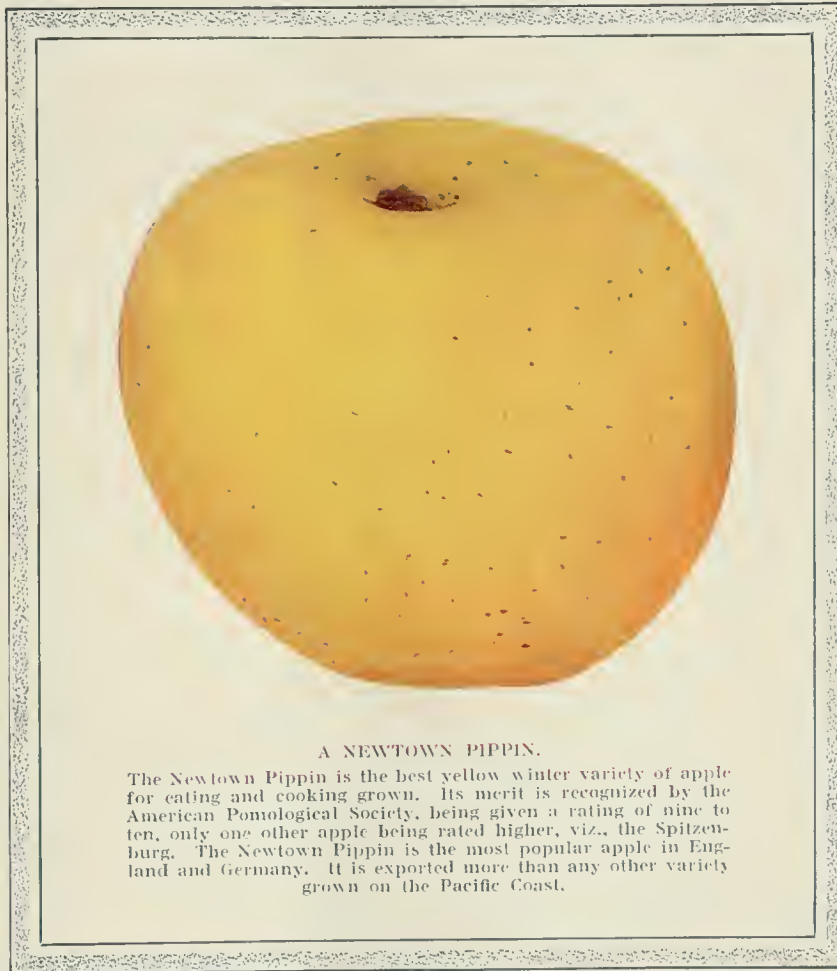 A NEWTOWN PIPPIN.
The Newtown Pippin is the best yellow winter variety of apple
for eating and cooking grown. Its merit is recognized by the
American Pomological Society, being given a rating of nine to
ten, only one other apple being rated higher, viz., the Spitzen-
burg. The Newtown Pippin is the most popular apple in Eng-
land and Germany. It is exported more than any other variety
grown on the Pacific Coast.